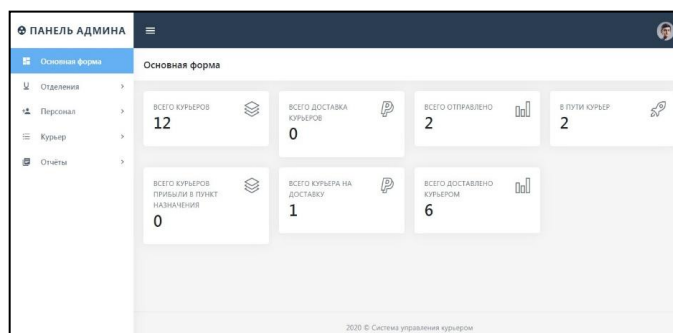 ПАНЕЛЬ АДМИНА
Основная форма
Отделения
Персонал
Курьер
Отчёты
Основная форма
ВСЕГО КУРЬЕРОВ
12
ВСЕГО ДОСТАВКА
КУРЬЕРОВ
0
ВСЕГО ОТПРАВЛЕНО
2
В ПУТИ КУРЬЕР
2
ВСЕГО КУРЬЕРОВ
ПРИБЫЛИ В ПУНКТ
НАЗНАЧЕНИЯ
0
ВСЕГО КУРЬЕРА НА
ДОСТАВКУ
1
ВСЕГО ДОСТАВЛЕНО
КУРЬЕРОМ
6
2020 © Система управления курьером